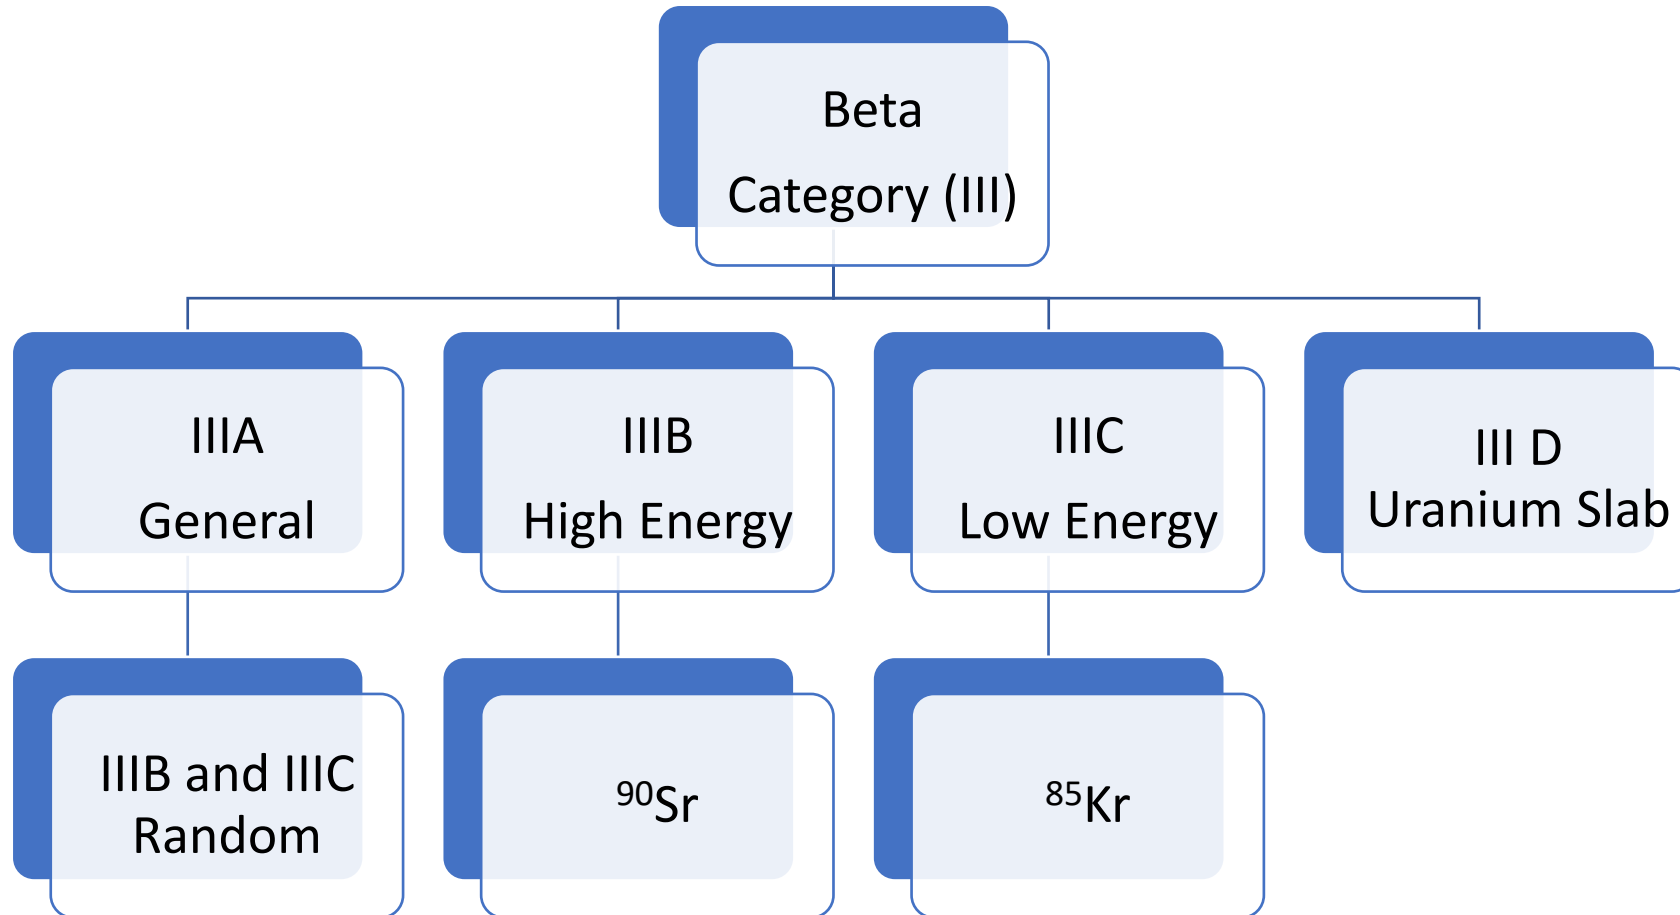 Beta
Category (III)
IIIA
General
IIIB
High Energy
IIIC
Low Energy
III D
Uranium Slab
IIIB and IIIC
Random
⁹⁰Sr
⁸⁵Kr